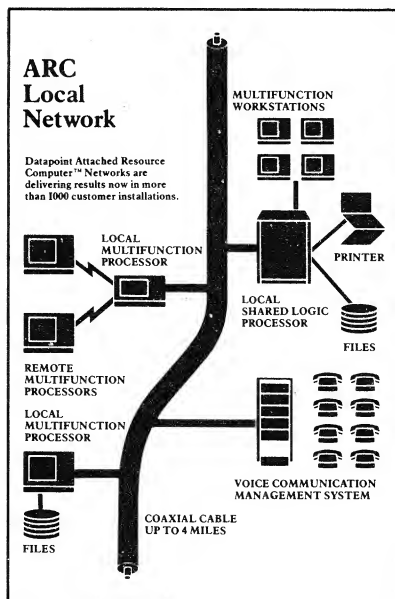 ARC
Local
Network
Datapoint Attached Resource
Computer™ Networks are
delivering results now in more
than 1000 customer installations.
MULTIFUNCTION
WORKSTATIONS
LOCAL
MULTIFUNCTION
PROCESSOR
PRINTER
LOCAL
SHARED LOGIC
PROCESSOR
FILES
REMOTE
MULTIFUNCTION
PROCESSORS
LOCAL
MULTIFUNCTION
PROCESSOR
VOICE COMMUNICATION
MANAGEMENT SYSTEM
COAXIAL CABLE
UP TO 4 MILES
FILES